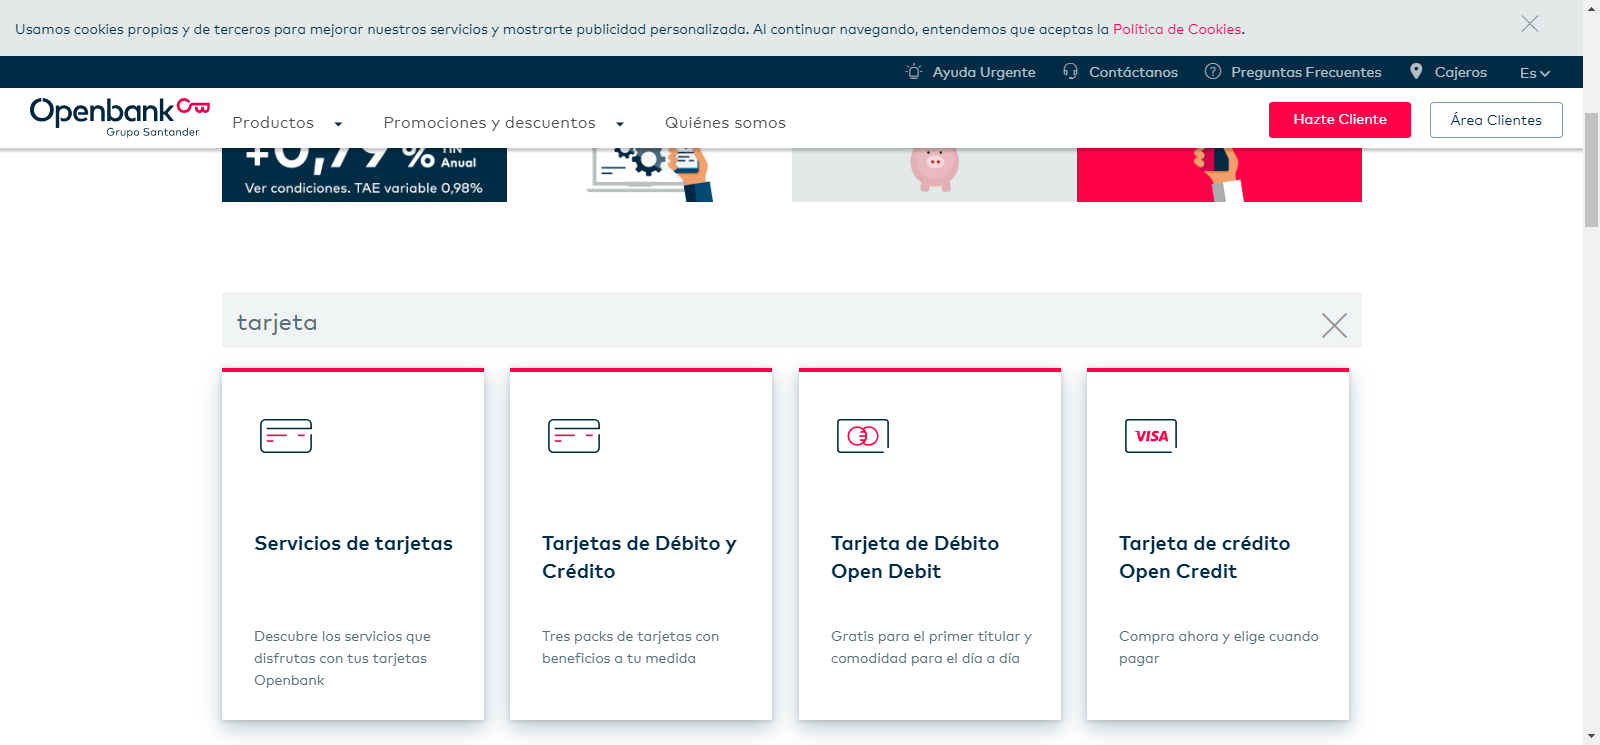 Usamos cookies propias y de terceros para mejorar nuestros servicios y mostrarte publicidad personalizada. Al continuar navegando, entendemos que aceptas la Política de Cookies.
Ayuda Urgente Contáctanos Preguntas Frecuentes Cajeros Es
Openbank
Grupo Santander
Productos Promociones y descuentos Quiénes somos Hazte Cliente Área Clientes
+0,79% TIN
Anual
Ver condiciones. TAE variable 0,98%
tarjeta
VISA
Servicios de tarjetas
Descubre los servicios que
disfrutas con tus tarjetas
Openbank
Tarjetas de Débito y
Crédito
Tres packs de tarjetas con
beneficios a tu medida
Tarjeta de Débito
Open Debit
Gratis para el primer titular y
comodidad para el día a día
Tarjeta de crédito
Open Credit
Compra ahora y elige cuando
pagar